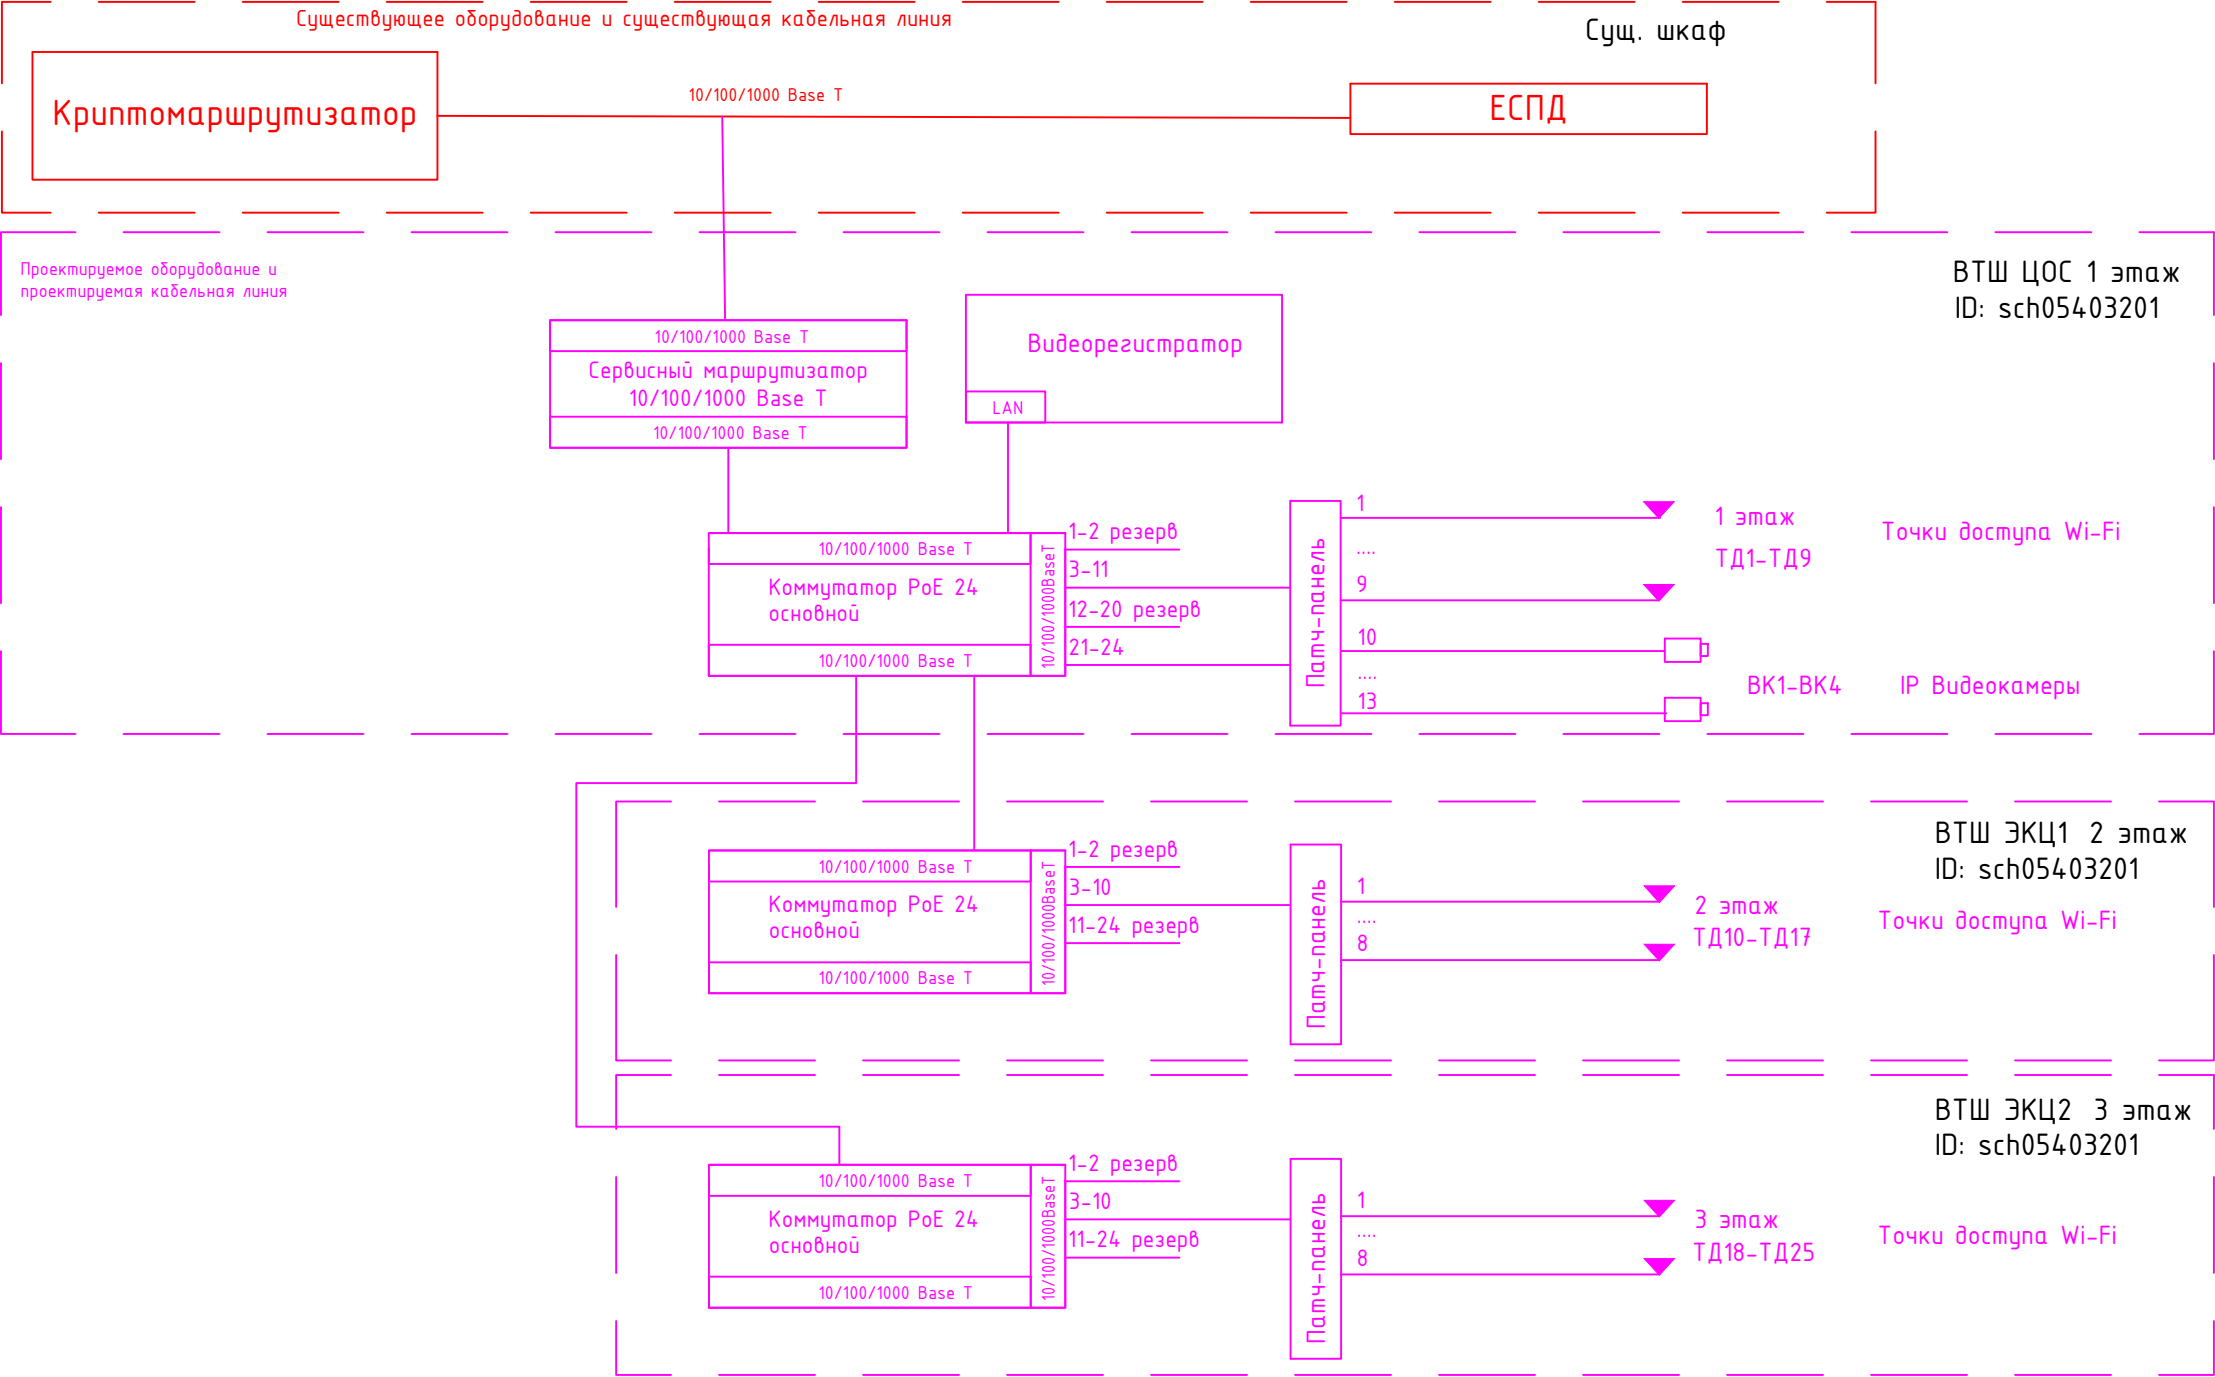 Существующее оборудование и существующая кабельная линия
Сущ. шкаф
Криптомаршрутизатор
10/100/1000 Base T
ЕСПД
Проектируемое оборудование и
проектируемая кабельная линия
ВТШ ЦОС 1 этаж
ID: sch05403201
10/100/1000 Base T
Сервисный маршрутизатор
10/100/1000 Base T
10/100/1000 Base T
Видеорегистратор
LAN
10/100/1000 Base T
Коммутатор PoE 24
основной
10/100/1000 Base T
10/100/1000BaseT
1-2 резерв
3-11
12-20 резерв
21-24
Патч-панель
1
....
9
10
....
13
1 этаж
ТД1-ТД9
Точки доступа Wi-Fi
ВК1-ВК4
IP Видеокамеры
ВТШ ЭКЦ1 2 этаж
ID: sch05403201
10/100/1000 Base T
Коммутатор PoE 24
основной
10/100/1000 Base T
10/100/1000BaseT
1-2 резерв
3-10
11-24 резерв
Патч-панель
1
....
8
2 этаж
ТД10-ТД17
Точки доступа Wi-Fi
ВТШ ЭКЦ2 3 этаж
ID: sch05403201
10/100/1000 Base T
Коммутатор PoE 24
основной
10/100/1000 Base T
10/100/1000BaseT
1-2 резерв
3-10
11-24 резерв
Патч-панель
1
....
8
3 этаж
ТД18-ТД25
Точки доступа Wi-Fi